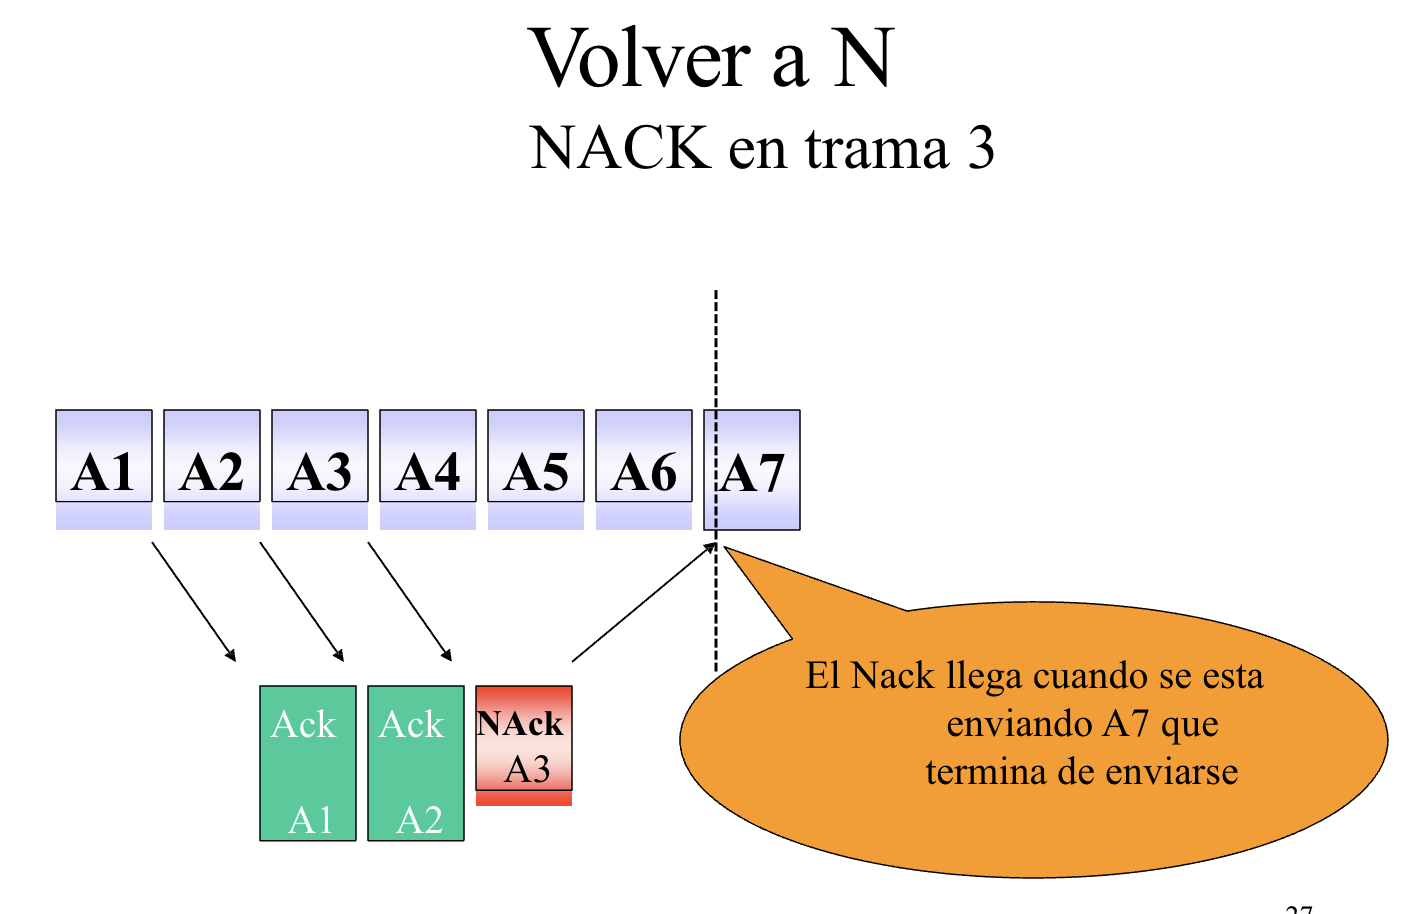 Volver a N
NACK en trama 3
A1 A2 A3 A4 A5 A6 A7
El Nack llega cuando se esta
enviando A7 que
termina de enviarse
Ack Ack NAck
A3
A1 A2
27